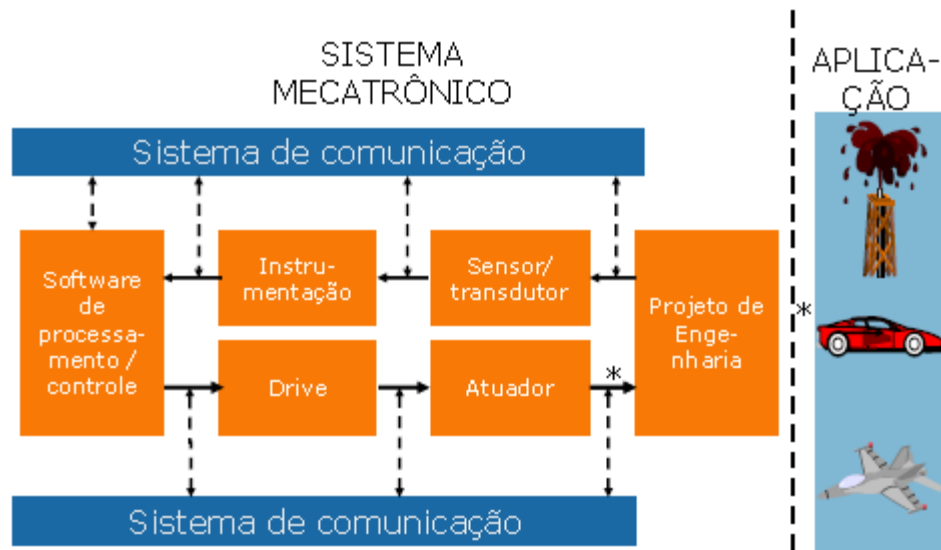 SISTEMA
MECATRÔNICO
APLICA-
ÇÃO
Sistema de comunicação
Software
de
processa-
mento /
controle
Instru-
mentação
Sensor/
transdutor
Projeto de
Enge-
nharia
*
Drive
Atuador
*
Sistema de comunicação